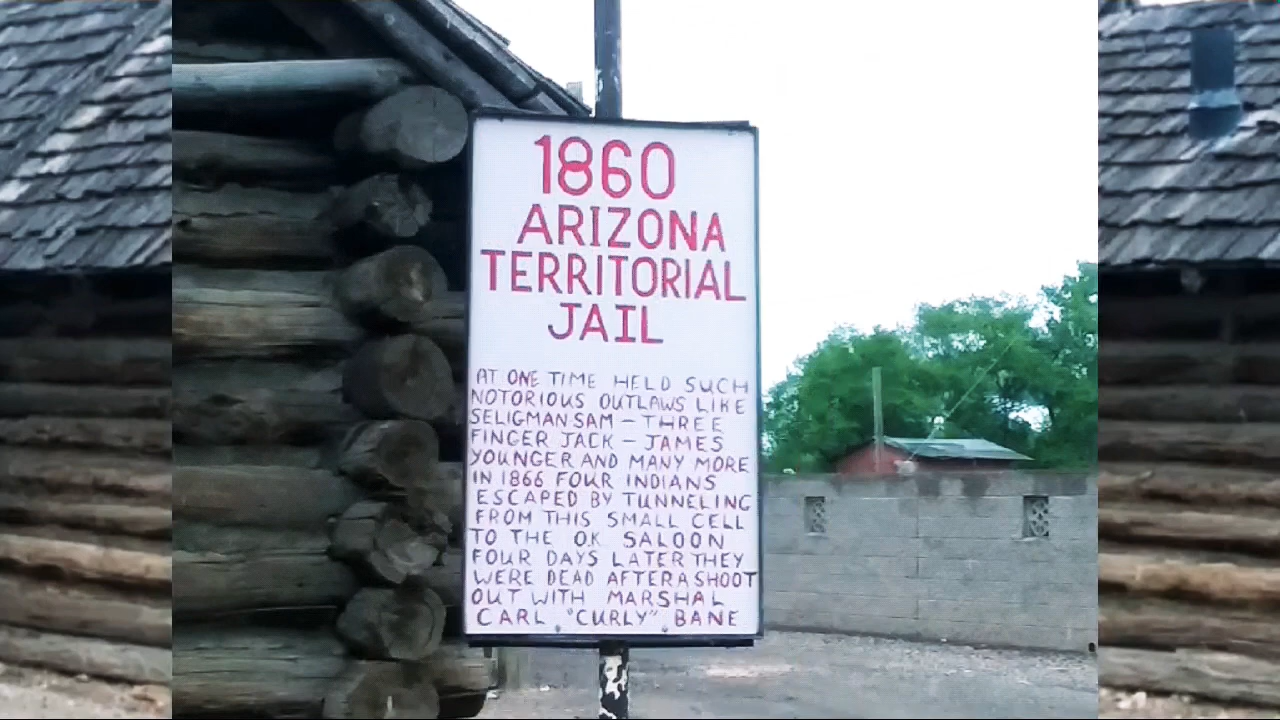 1860
ARIZONA
TERRITORIAL
JAIL
AT ONE TIME HELD SUCH
NOTORIOUS OUTLAWS LIKE
SELIGMAN SAM - THREE
FINGER JACK - JAMES
YOUNGER AND MANY MORE
IN 1866 FOUR INDIANS
ESCAPED BY TUNNELING
FROM THIS SMALL CELL
TO THE O.K. SALOON
FOUR DAYS LATER THEY
WERE DEAD AFTER A SHOOT
OUT WITH MARSHAL
CARL "CURLY" BANE